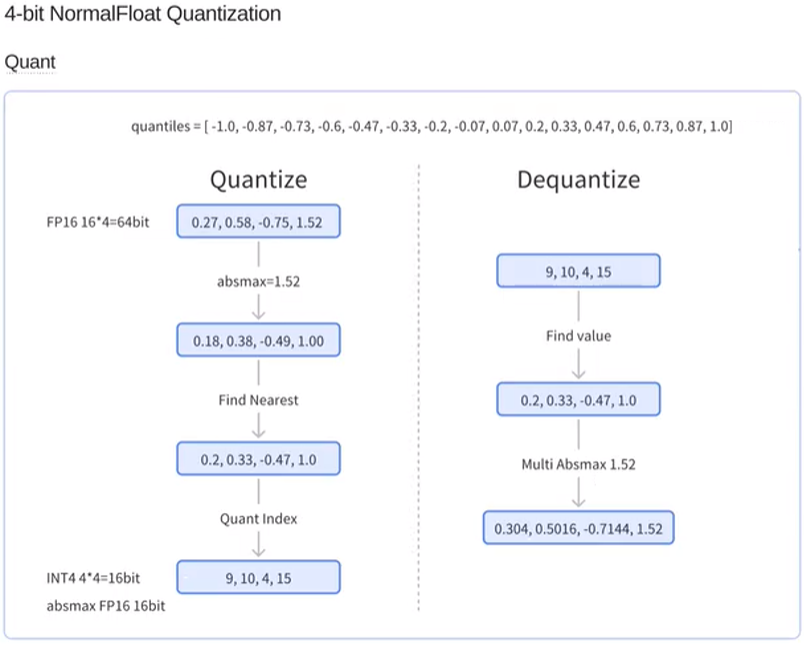 4-bit NormalFloat Quantization
Quant
quantiles = [ -1.0, -0.87, -0.73, -0.6, -0.47, -0.33, -0.2, -0.07, 0.07, 0.2, 0.33, 0.47, 0.6, 0.73, 0.87, 1.0]
Quantize
FP16 16*4=64bit
0.27, 0.58, -0.75, 1.52
absmax=1.52
0.18, 0.38, -0.49, 1.00
Find Nearest
0.2, 0.33, -0.47, 1.0
Quant Index
INT4 4*4=16bit
9, 10, 4, 15
absmax FP16 16bit
Dequantize
9, 10, 4, 15
Find value
0.2, 0.33, -0.47, 1.0
Multi Absmax 1.52
0.304, 0.5016, -0.7144, 1.52